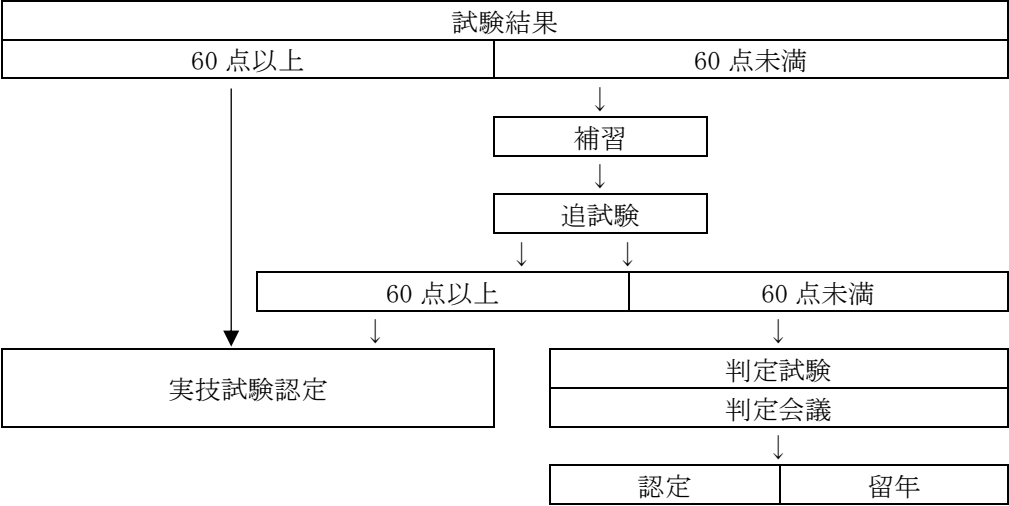 試験結果
60 点以上
60 点未満
↓
補習
↓
追試験
↓ ↓
60 点以上
60 点未満
↓
↓
実技試験認定
判定試験
判定会議
↓
認定
留年